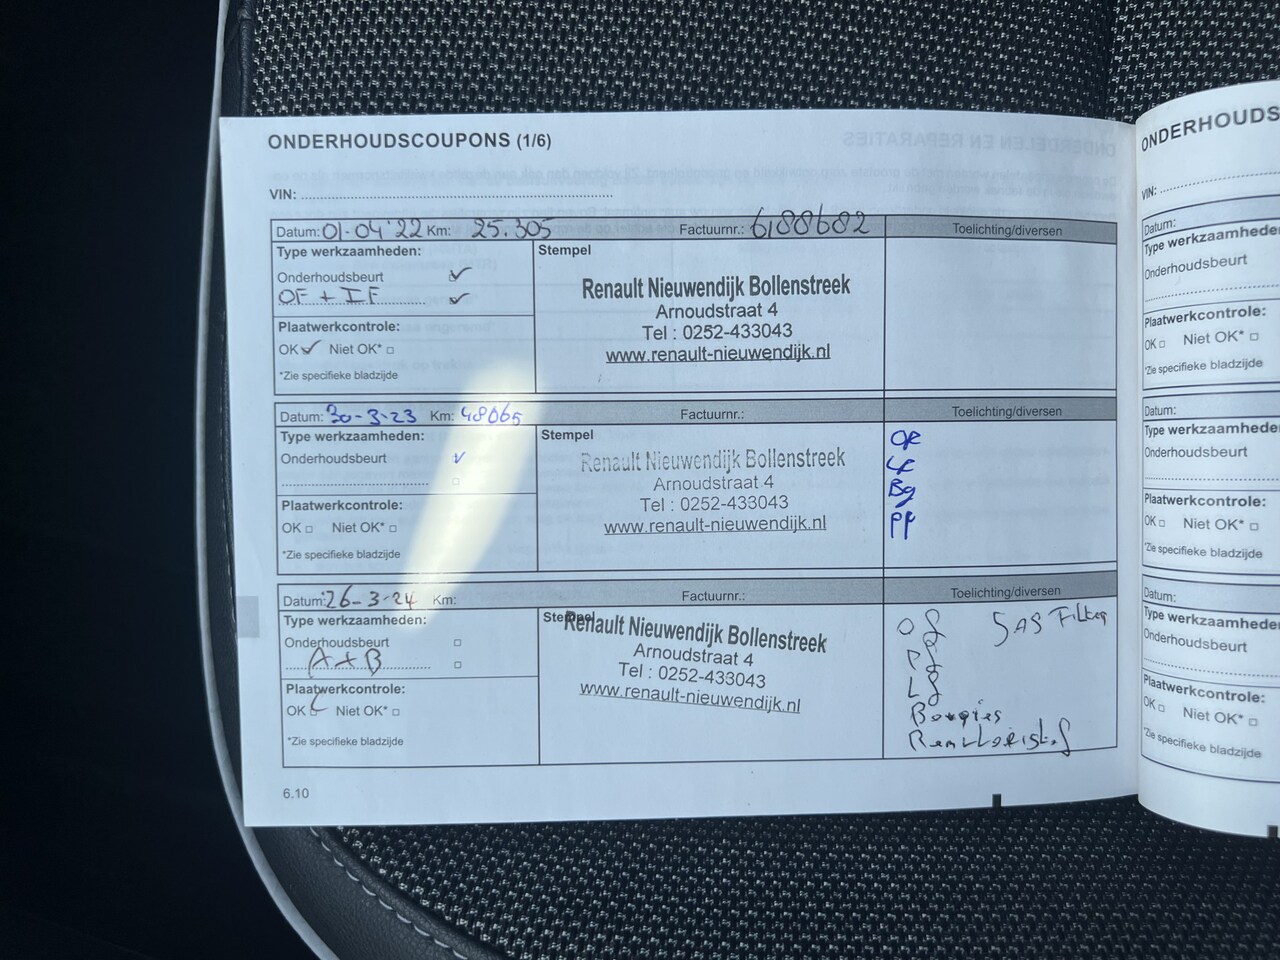 ONDERHOUDSCOUPONS (1/6)
VIN:
Datum: 01-04'22 Km: 25.305 Factuurnr.: 6188682 Toelichting/diversen
Type werkzaamheden:
Stempel
Onderhoudsbeurt ✓
OF + IF ✓
Plaatwerkcontrole:
OK ✓ Niet OK* □
*Zie specifieke bladzijde
Renault Nieuwendijk Bollenstreek
Arnoudstraat 4
Tel : 0252-433043
www.renault-nieuwendijk.nl
Datum: 30-3-23 Km: 48065 Factuurnr.: Toelichting/diversen
Type werkzaamheden:
Stempel
Onderhoudsbeurt ✓
□
Plaatwerkcontrole:
OK □ Niet OK* □
*Zie specifieke bladzijde
Renault Nieuwendijk Bollenstreek
Arnoudstraat 4
Tel : 0252-433043
www.renault-nieuwendijk.nl
OF
Bg
PF
Datum: 26-3-24 Km: Factuurnr.: Toelichting/diversen
Type werkzaamheden:
Stempel
Onderhoudsbeurt □
A+B □
Plaatwerkcontrole:
OK Niet OK* □
*Zie specifieke bladzijde
Renault Nieuwendijk Bollenstreek
Arnoudstraat 4
Tel : 0252-433043
www.renault-nieuwendijk.nl
Filter
Bougies
Remvloeistof
6.10
ONDERHOUDS
VIN:
Datum:
Type werkzaamheden
Onderhoudsbeurt
Plaatwerkcontrole:
OK □ Niet OK* □
*Zie specifieke bladzijde
Datum:
Type werkzaamheden
Onderhoudsbeurt
Plaatwerkcontrole:
OK □ Niet OK* □
*Zie specifieke bladzijde
Datum:
Type werkzaamheden
Onderhoudsbeurt
Plaatwerkcontrole:
OK □ Niet OK* □
*Zie specifieke bladzijde